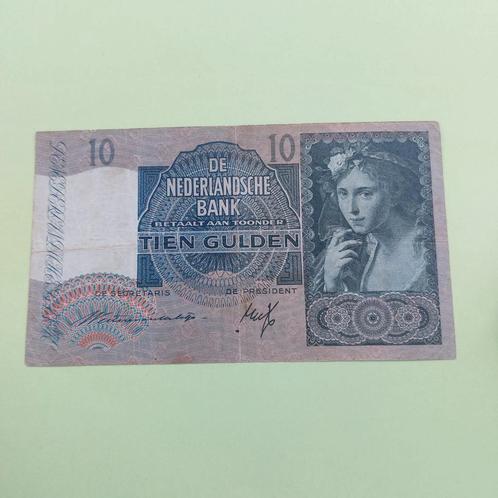 10
10
DE
NEDERLANDSCHE
BANK
BETAALT AAN TOONDER
TIEN GULDEN
DE SECRETARIS
DE PRESIDENT